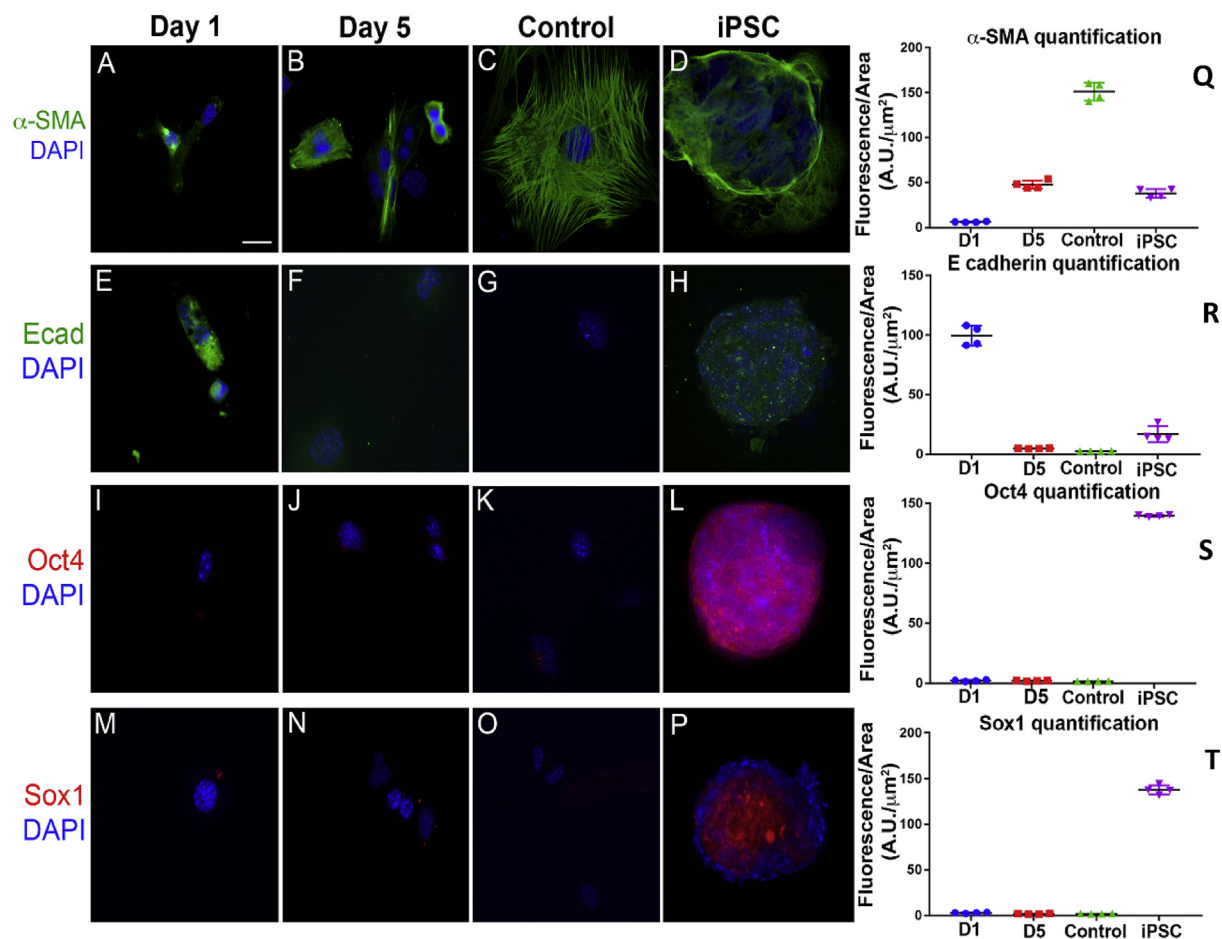 Day 1 Day 5 Control iPSC
α-SMA quantification
A B C D
α-SMA
DAPI
Fluorescence/Area
(A.U./μm²)
200
150
100
50
0
D1 D5 Control iPSC
Q
E cadherin quantification
E F G H
Ecad
DAPI
Fluorescence/Area
(A.U./μm²)
150
100
50
0
D1 D5 Control iPSC
R
Oct4 quantification
I J K L
Oct4
DAPI
Fluorescence/Area
(A.U./μm²)
150
100
50
0
D1 D5 Control iPSC
S
Sox1 quantification
M N O P
Sox1
DAPI
Fluorescence/Area
(A.U./μm²)
200
150
100
50
0
D1 D5 Control iPSC
T